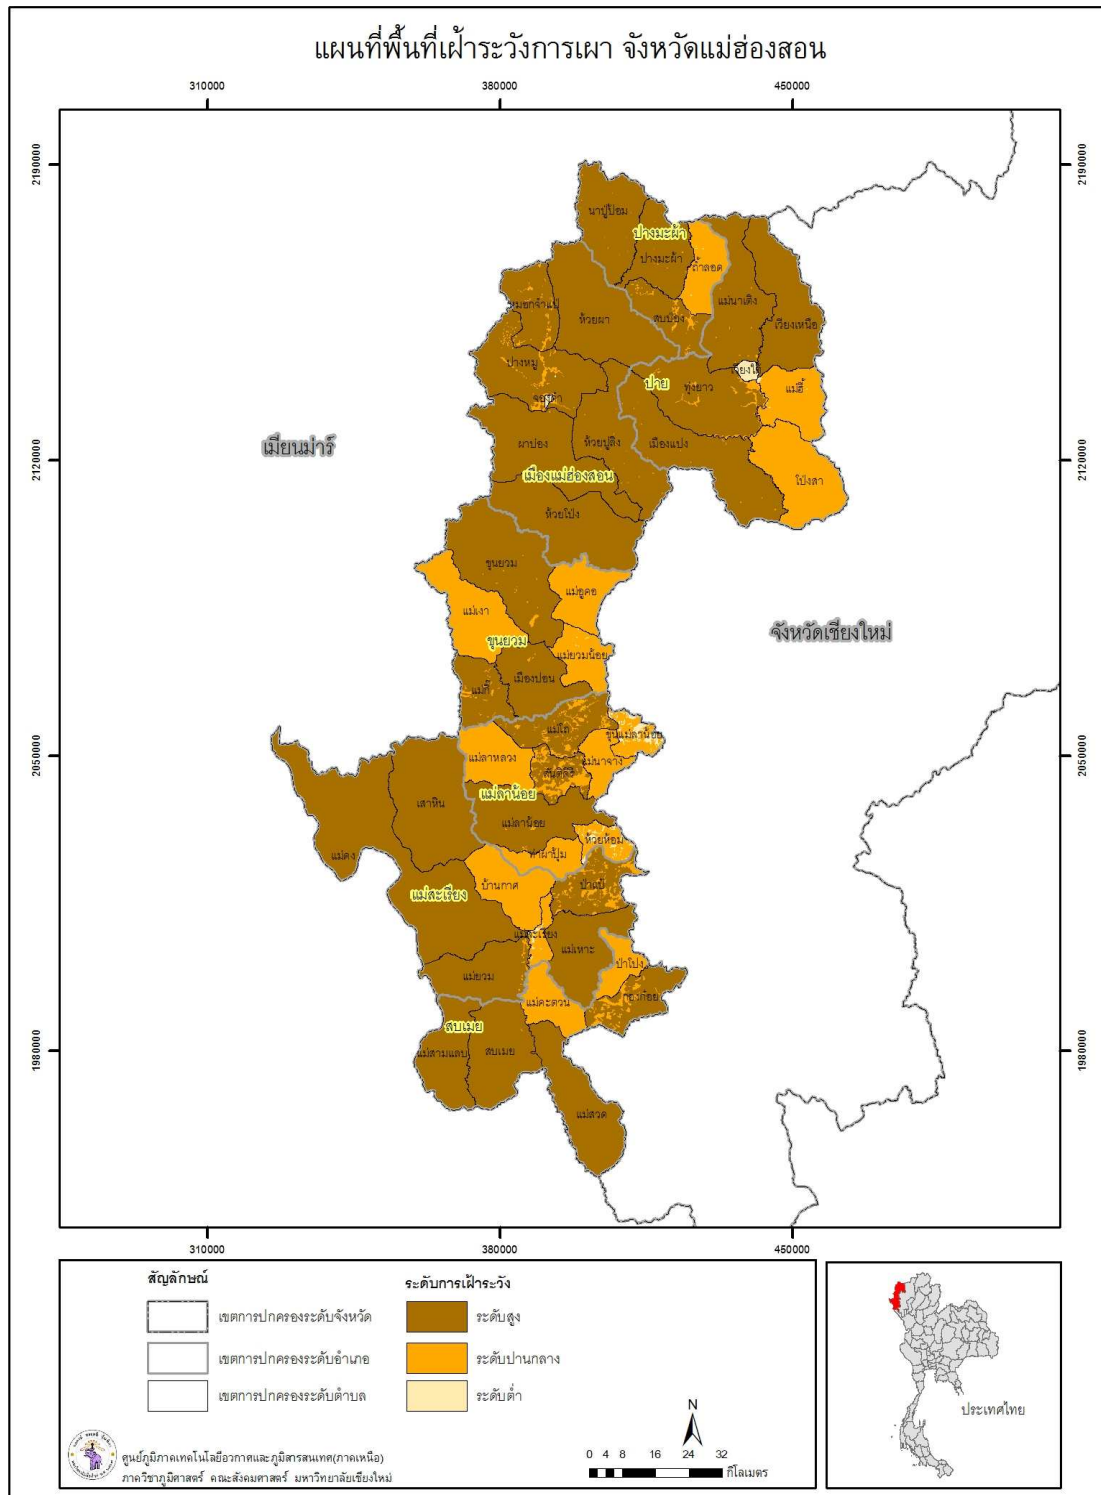 แผนที่พื้นที่เฝ้าระวังการเผา จังหวัดแม่ฮ่องสอน
310000 380000 450000
2190000 2190000
นาปู่ป้อม
ปางมะผ้า
ปางมะผ้า
ถ้ำลอด
แม่นาเติง
หมอกจำแป่
ห้วยผา
สบป่อง
เวียงเหนือ
ปางหมู
เวียงใต้
ปาย
ทุ่งยาว
แม่ฮี้
จองคำ
ผาบ่อง
ห้วยปูลิง
เมืองแปง
เมียนม่าร์
2120000 2120000
เมืองแม่ฮ่องสอน
โป่งสา
ห้วยโป่ง
ขุนยวม
แม่อูคอ
แม่เงา
จังหวัดเชียงใหม่
ขุนยวม
แม่ยวมน้อย
เมืองปอน
แม่กิ๊
แม่โถ
ขุนแม่ลาน้อย
2050000 2050000
แม่ลาหลวง
แม่นาจาง
สันติคีรี
แม่ลาน้อย
เสาหิน
แม่ลาน้อย
ห้วยห้อม
แม่คง
ท่าผาปุ้ม
บ้านกาศ
ป่าแป๋
แม่สะเรียง
แม่สะเรียง
แม่เหาะ
ป่าโปง
แม่ยวม
กองก๋อย
แม่คะตวน
สบเมย
แม่สามแลบ
สบเมย
1980000 1980000
แม่สวด
310000 380000 450000
สัญลักษณ์
เขตการปกครองระดับจังหวัด
เขตการปกครองระดับอำเภอ
เขตการปกครองระดับตำบล
ระดับการเฝ้าระวัง
ระดับสูง
ระดับปานกลาง
ระดับต่ำ
N
0 4 8 16 24 32
กิโลเมตร
ศูนย์ภูมิภาคเทคโนโลยีอวกาศและภูมิสารสนเทศ(ภาคเหนือ)
ภาควิชาภูมิศาสตร์ คณะสังคมศาสตร์ มหาวิทยาลัยเชียงใหม่
ประเทศไทย